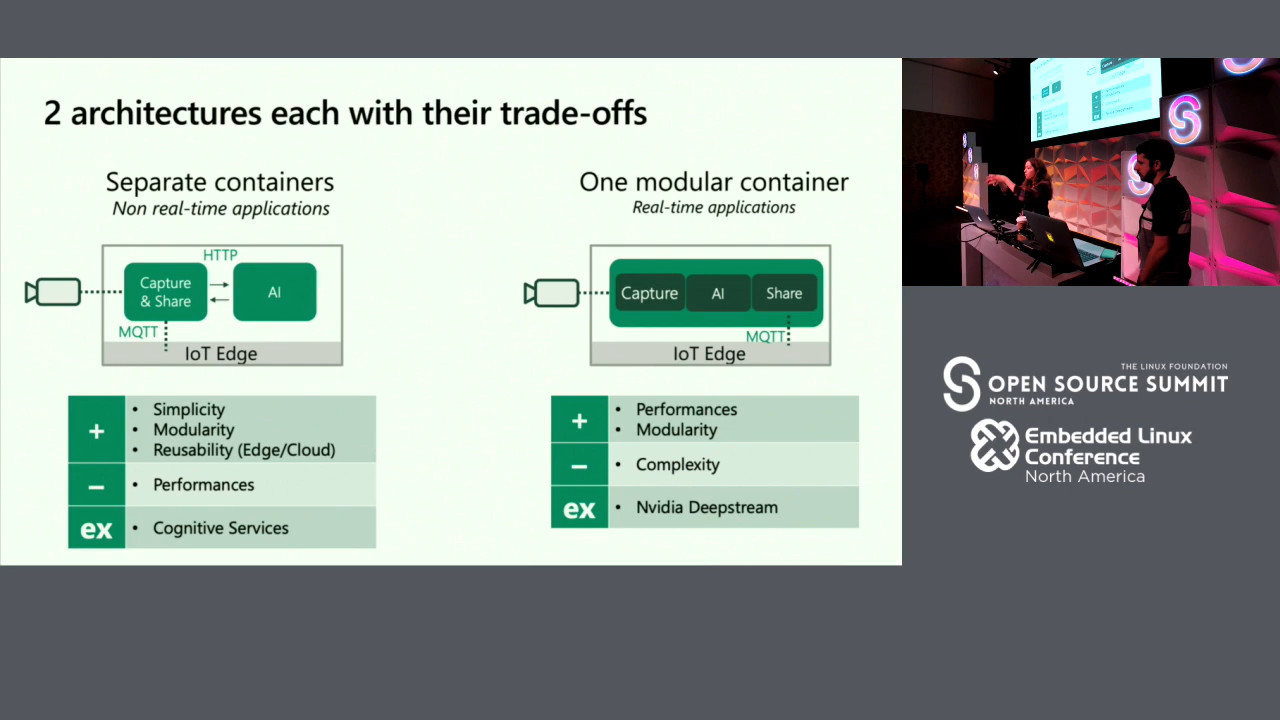 2 architectures each with their trade-offs
Separate containers
Non real-time applications
HTTP
Capture
& Share
AI
MQTT
IoT Edge
+
• Simplicity
• Modularity
• Reusability (Edge/Cloud)
–
• Performances
ex
• Cognitive Services
One modular container
Real-time applications
Capture
AI
Share
MQTT
IoT Edge
+
• Performances
• Modularity
–
• Complexity
ex
• Nvidia Deepstream
THE LINUX FOUNDATION
OPEN SOURCE SUMMIT
NORTH AMERICA
Embedded Linux
Conference
North America